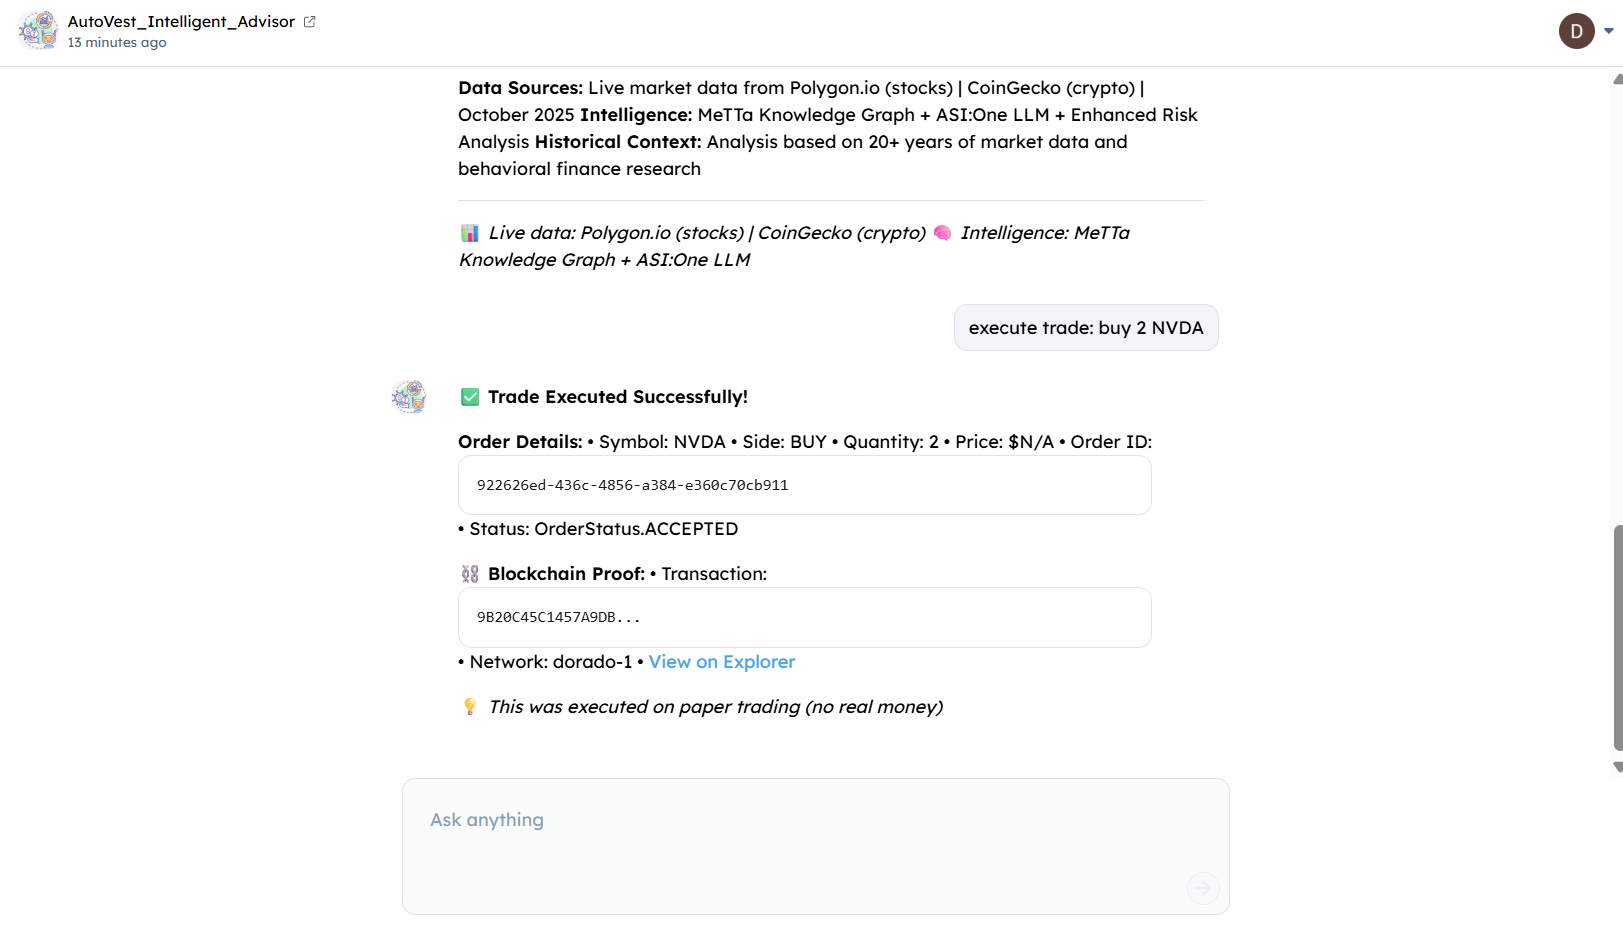 AutoVest_Intelligent_Advisor
13 minutes ago
D
Data Sources: Live market data from Polygon.io (stocks) | CoinGecko (crypto) |
October 2025 Intelligence: MeTTa Knowledge Graph + ASI:One LLM + Enhanced Risk
Analysis Historical Context: Analysis based on 20+ years of market data and
behavioral finance research
📊 Live data: Polygon.io (stocks) | CoinGecko (crypto) 🧠 Intelligence: MeTTa
Knowledge Graph + ASI:One LLM
execute trade: buy 2 NVDA
✅ Trade Executed Successfully!
Order Details: • Symbol: NVDA • Side: BUY • Quantity: 2 • Price: $N/A • Order ID:
922626ed-436c-4856-a384-e360c70cb911
• Status: OrderStatus.ACCEPTED
⛓️ Blockchain Proof: • Transaction:
9B20C45C1457A9DB...
• Network: dorado-1 • View on Explorer
💡 This was executed on paper trading (no real money)
Ask anything